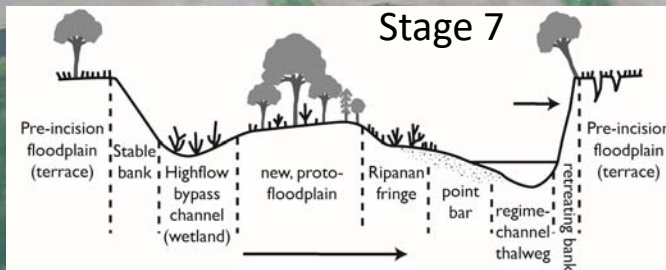 Stage 7
Pre-incision
floodplain
(terrace)
Stable
bank
Highflow
bypass
channel
(wetland)
new, proto-
floodplain
Ripanan
fringe
point
bar
regime-
channel
thalweg
retreating bank
Pre-incision
floodplain
(terrace)